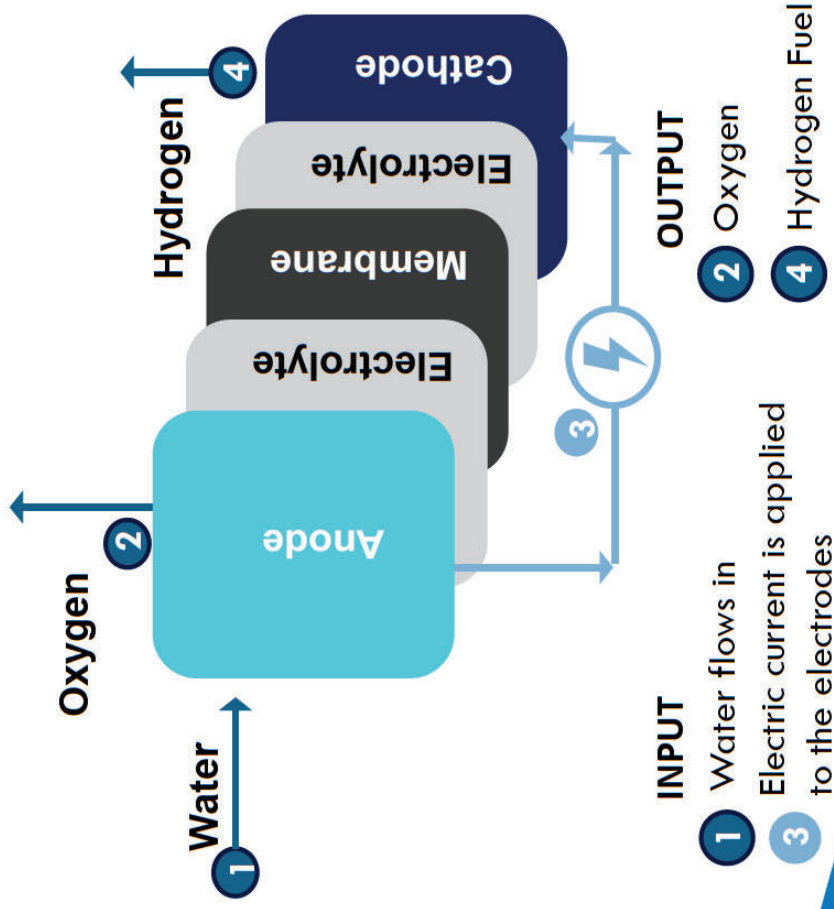 Oxygen
2
Hydrogen
4
Water
1
Anode
Electrolyte
Membrane
Electrolyte
Cathode
3
INPUT
1 Water flows in
3 Electric current is applied
to the electrodes
OUTPUT
2 Oxygen
4 Hydrogen Fuel